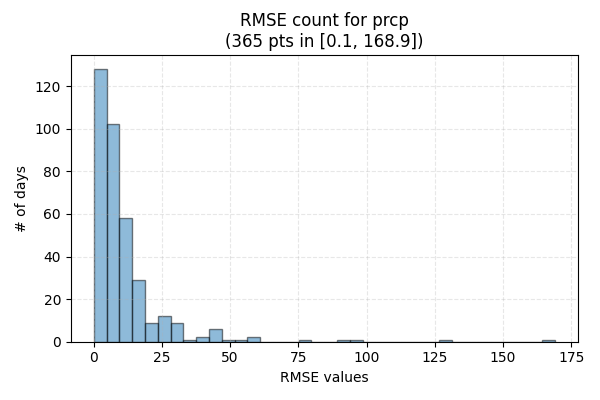 RMSE count for prcp
(365 pts in [0.1, 168.9])
# of days
120
100
80
60
40
20
0
0 25 50 75 100 125 150 175
RMSE values